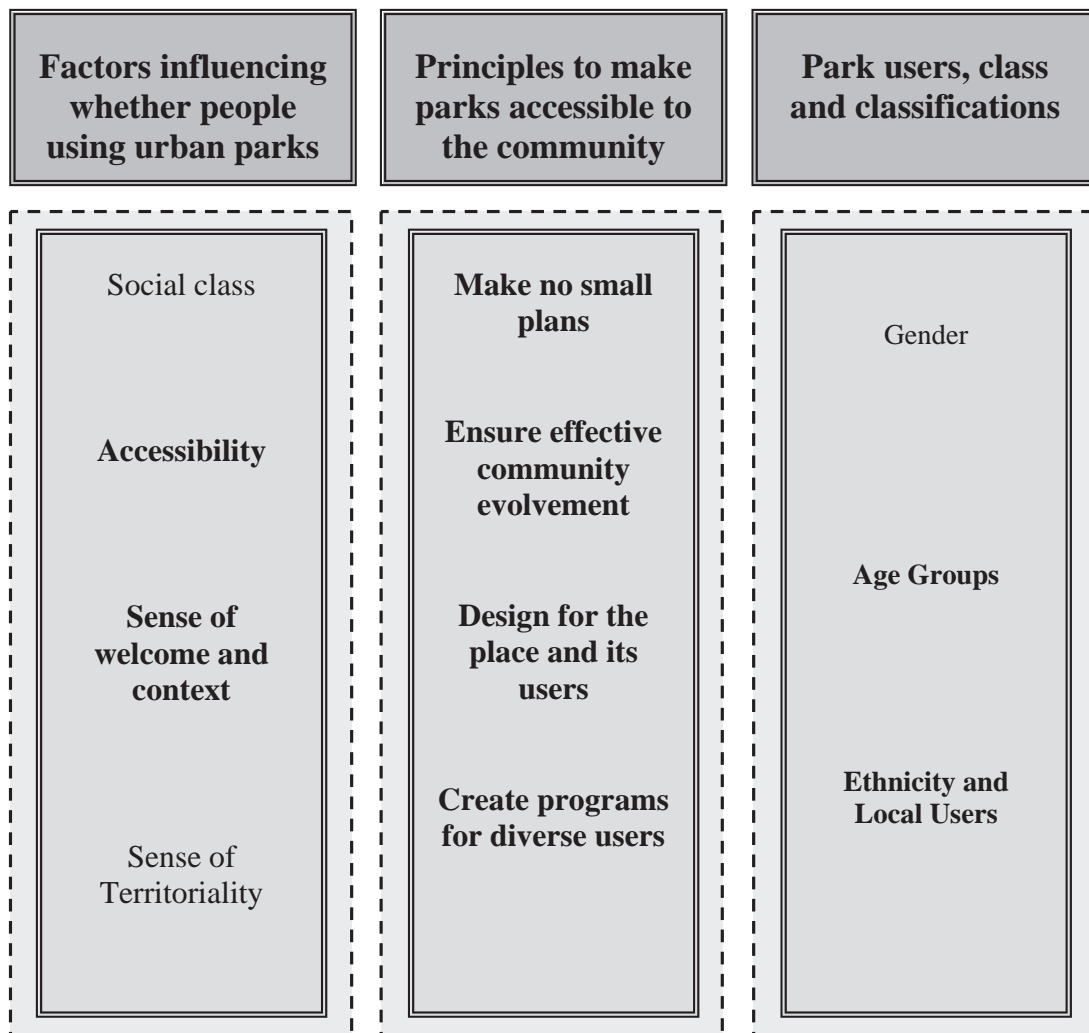 Factors influencing
whether people
using urban parks
Principles to make
parks accessible to
the community
Park users, class
and classifications
Social class
Accessibility
Sense of
welcome and
context
Sense of
Territoriality
Make no small
plans
Ensure effective
community
evolvement
Design for the
place and its
users
Create programs
for diverse users
Gender
Age Groups
Ethnicity and
Local Users